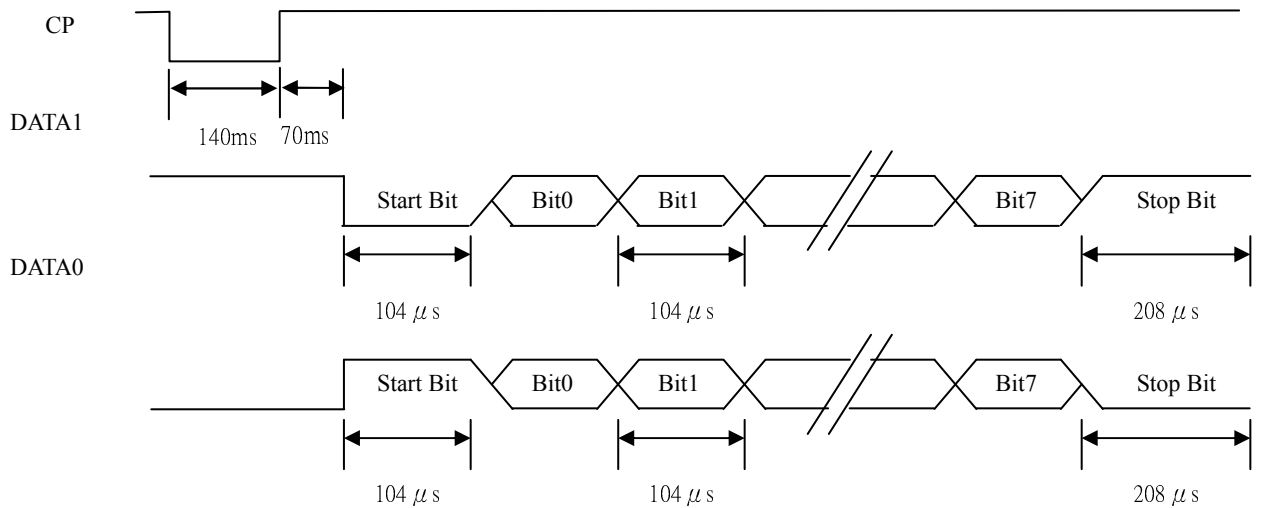 CP
DATA1
140ms 70ms
Start Bit Bit0 Bit1 Bit7 Stop Bit
DATA0
104 μs 104 μs 208 μs
Start Bit Bit0 Bit1 Bit7 Stop Bit
104 μs 104 μs 208 μs